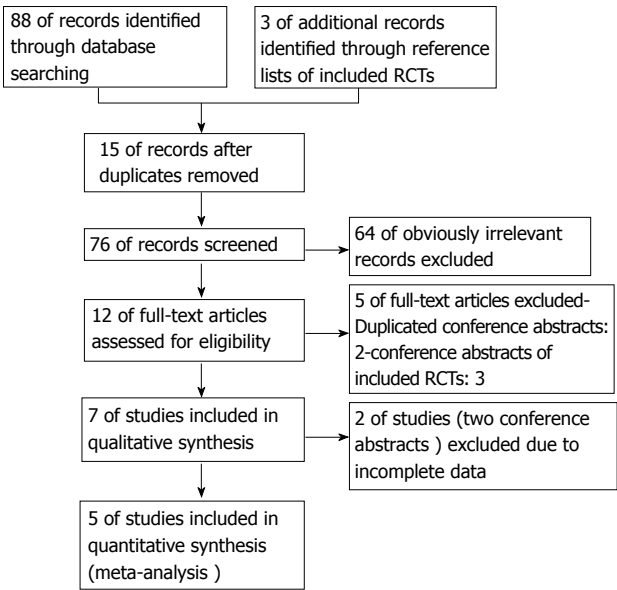 88 of records identified
through database
searching
3 of additional records
identified through reference
lists of included RCTs
15 of records after
duplicates removed
76 of records screened
64 of obviously irrelevant
records excluded
12 of full-text articles
assessed for eligibility
5 of full-text articles excluded-
Duplicated conference abstracts:
2-conference abstracts of
included RCTs: 3
7 of studies included in
qualitative synthesis
2 of studies (two conference
abstracts ) excluded due to
incomplete data
5 of studies included in
quantitative synthesis
(meta-analysis )